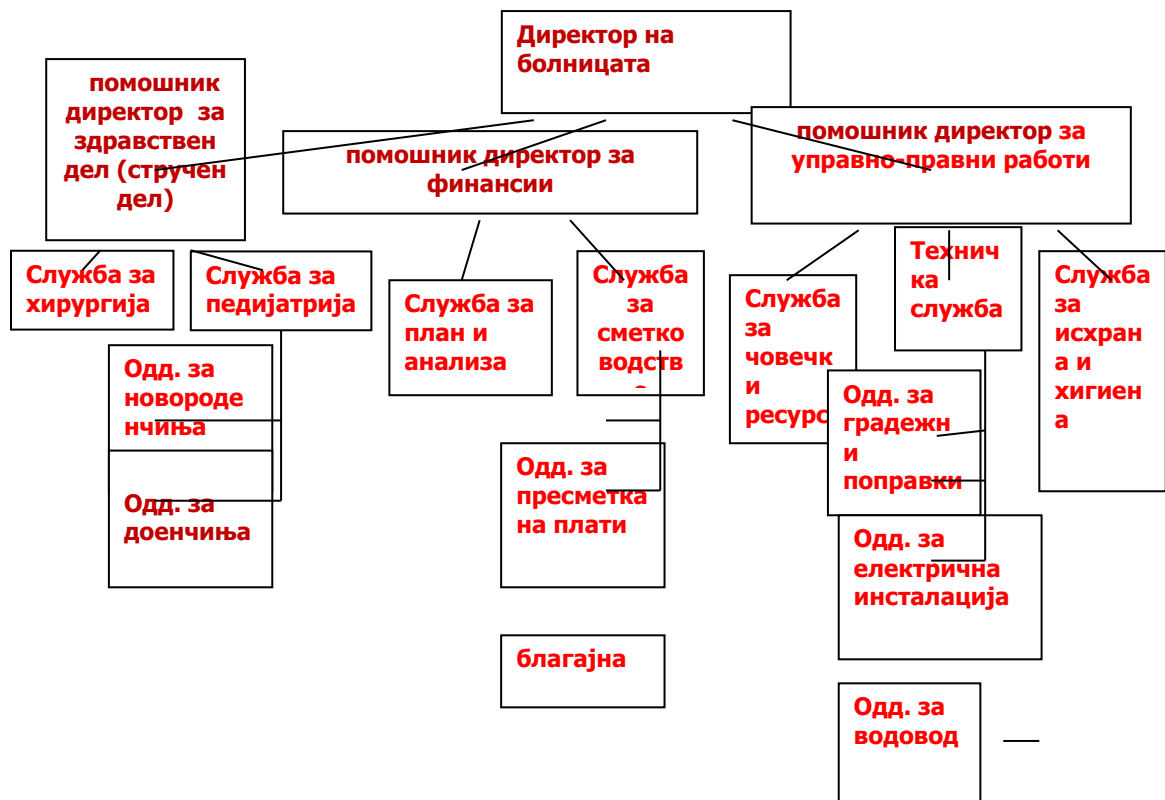 Директор на
болницата
помошник
директор за
здравствен
дел (стручен
дел)
помошник директор за
финансии
помошник директор за
управно-правни работи
Служба за
хирургија
Служба за
педијатрија
Служба за
план и
анализа
Служба
за
сметко
водств
Служба
за
човечк
и
ресурс
Технич
ка
служба
Служба
за
исхран
а и
хигиен
а
Одд. за
новороде
нчиња
Одд. за
доенчиња
Одд. за
пресметка
на плати
благајна
Одд. за
градежн
и
поправки
Одд. за
електрична
инсталација
Одд. за
водовод